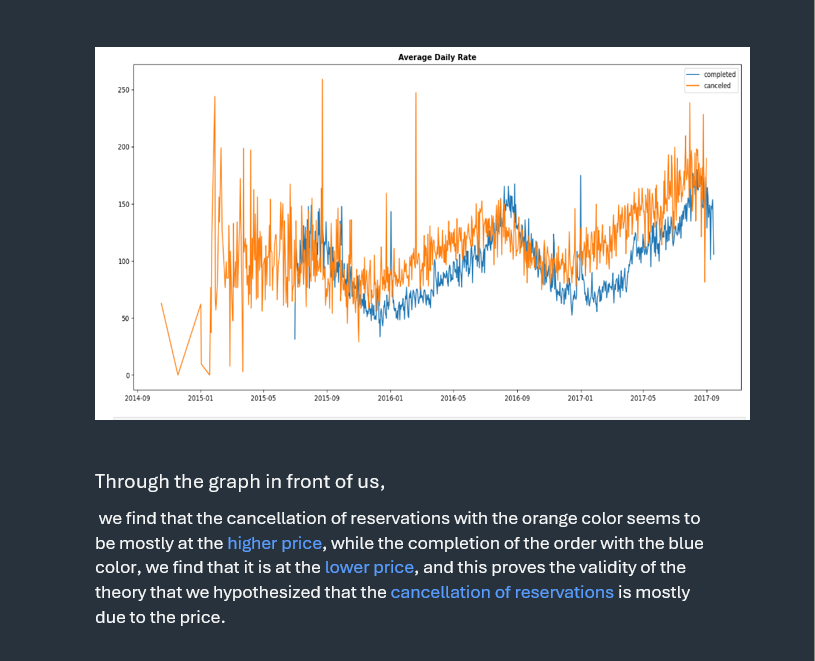 Average Daily Rate
completed
canceled
250
200
150
100
50
0
2014-09 2015-01 2015-05 2015-09 2016-01 2016-05 2016-09 2017-01 2017-05 2017-09
Through the graph in front of us,
we find that the cancellation of reservations with the orange color seems to
be mostly at the higher price, while the completion of the order with the blue
color, we find that it is at the lower price, and this proves the validity of the
theory that we hypothesized that the cancellation of reservations is mostly
due to the price.